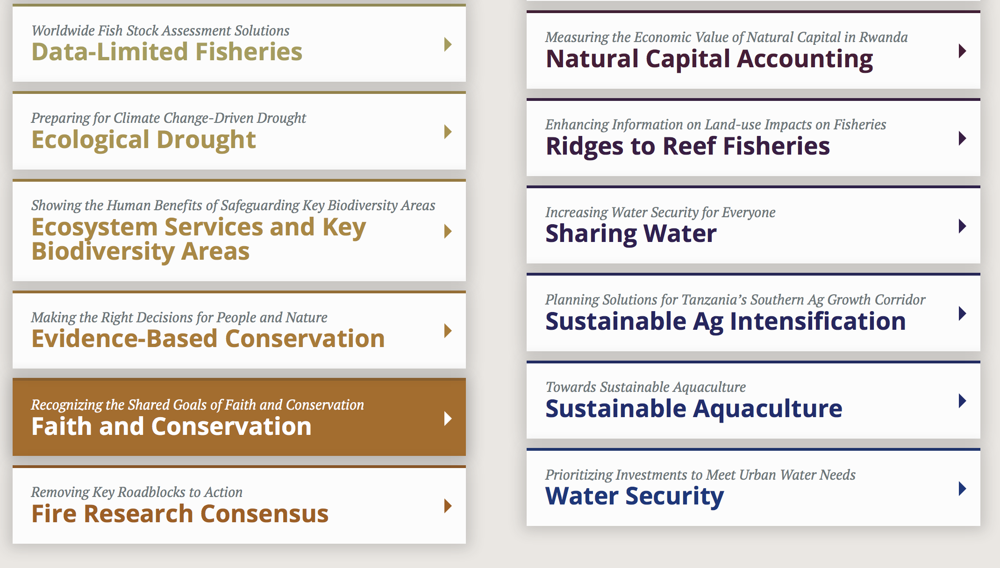 Worldwide Fish Stock Assessment Solutions
Data-Limited Fisheries
Preparing for Climate Change-Driven Drought
Ecological Drought
Showing the Human Benefits of Safeguarding Key Biodiversity Areas
Ecosystem Services and Key
Biodiversity Areas
Making the Right Decisions for People and Nature
Evidence-Based Conservation
Recognizing the Shared Goals of Faith and Conservation
Faith and Conservation
Removing Key Roadblocks to Action
Fire Research Consensus
Measuring the Economic Value of Natural Capital in Rwanda
Natural Capital Accounting
Enhancing Information on Land-use Impacts on Fisheries
Ridges to Reef Fisheries
Increasing Water Security for Everyone
Sharing Water
Planning Solutions for Tanzania’s Southern Ag Growth Corridor
Sustainable Ag Intensification
Towards Sustainable Aquaculture
Sustainable Aquaculture
Prioritizing Investments to Meet Urban Water Needs
Water Security